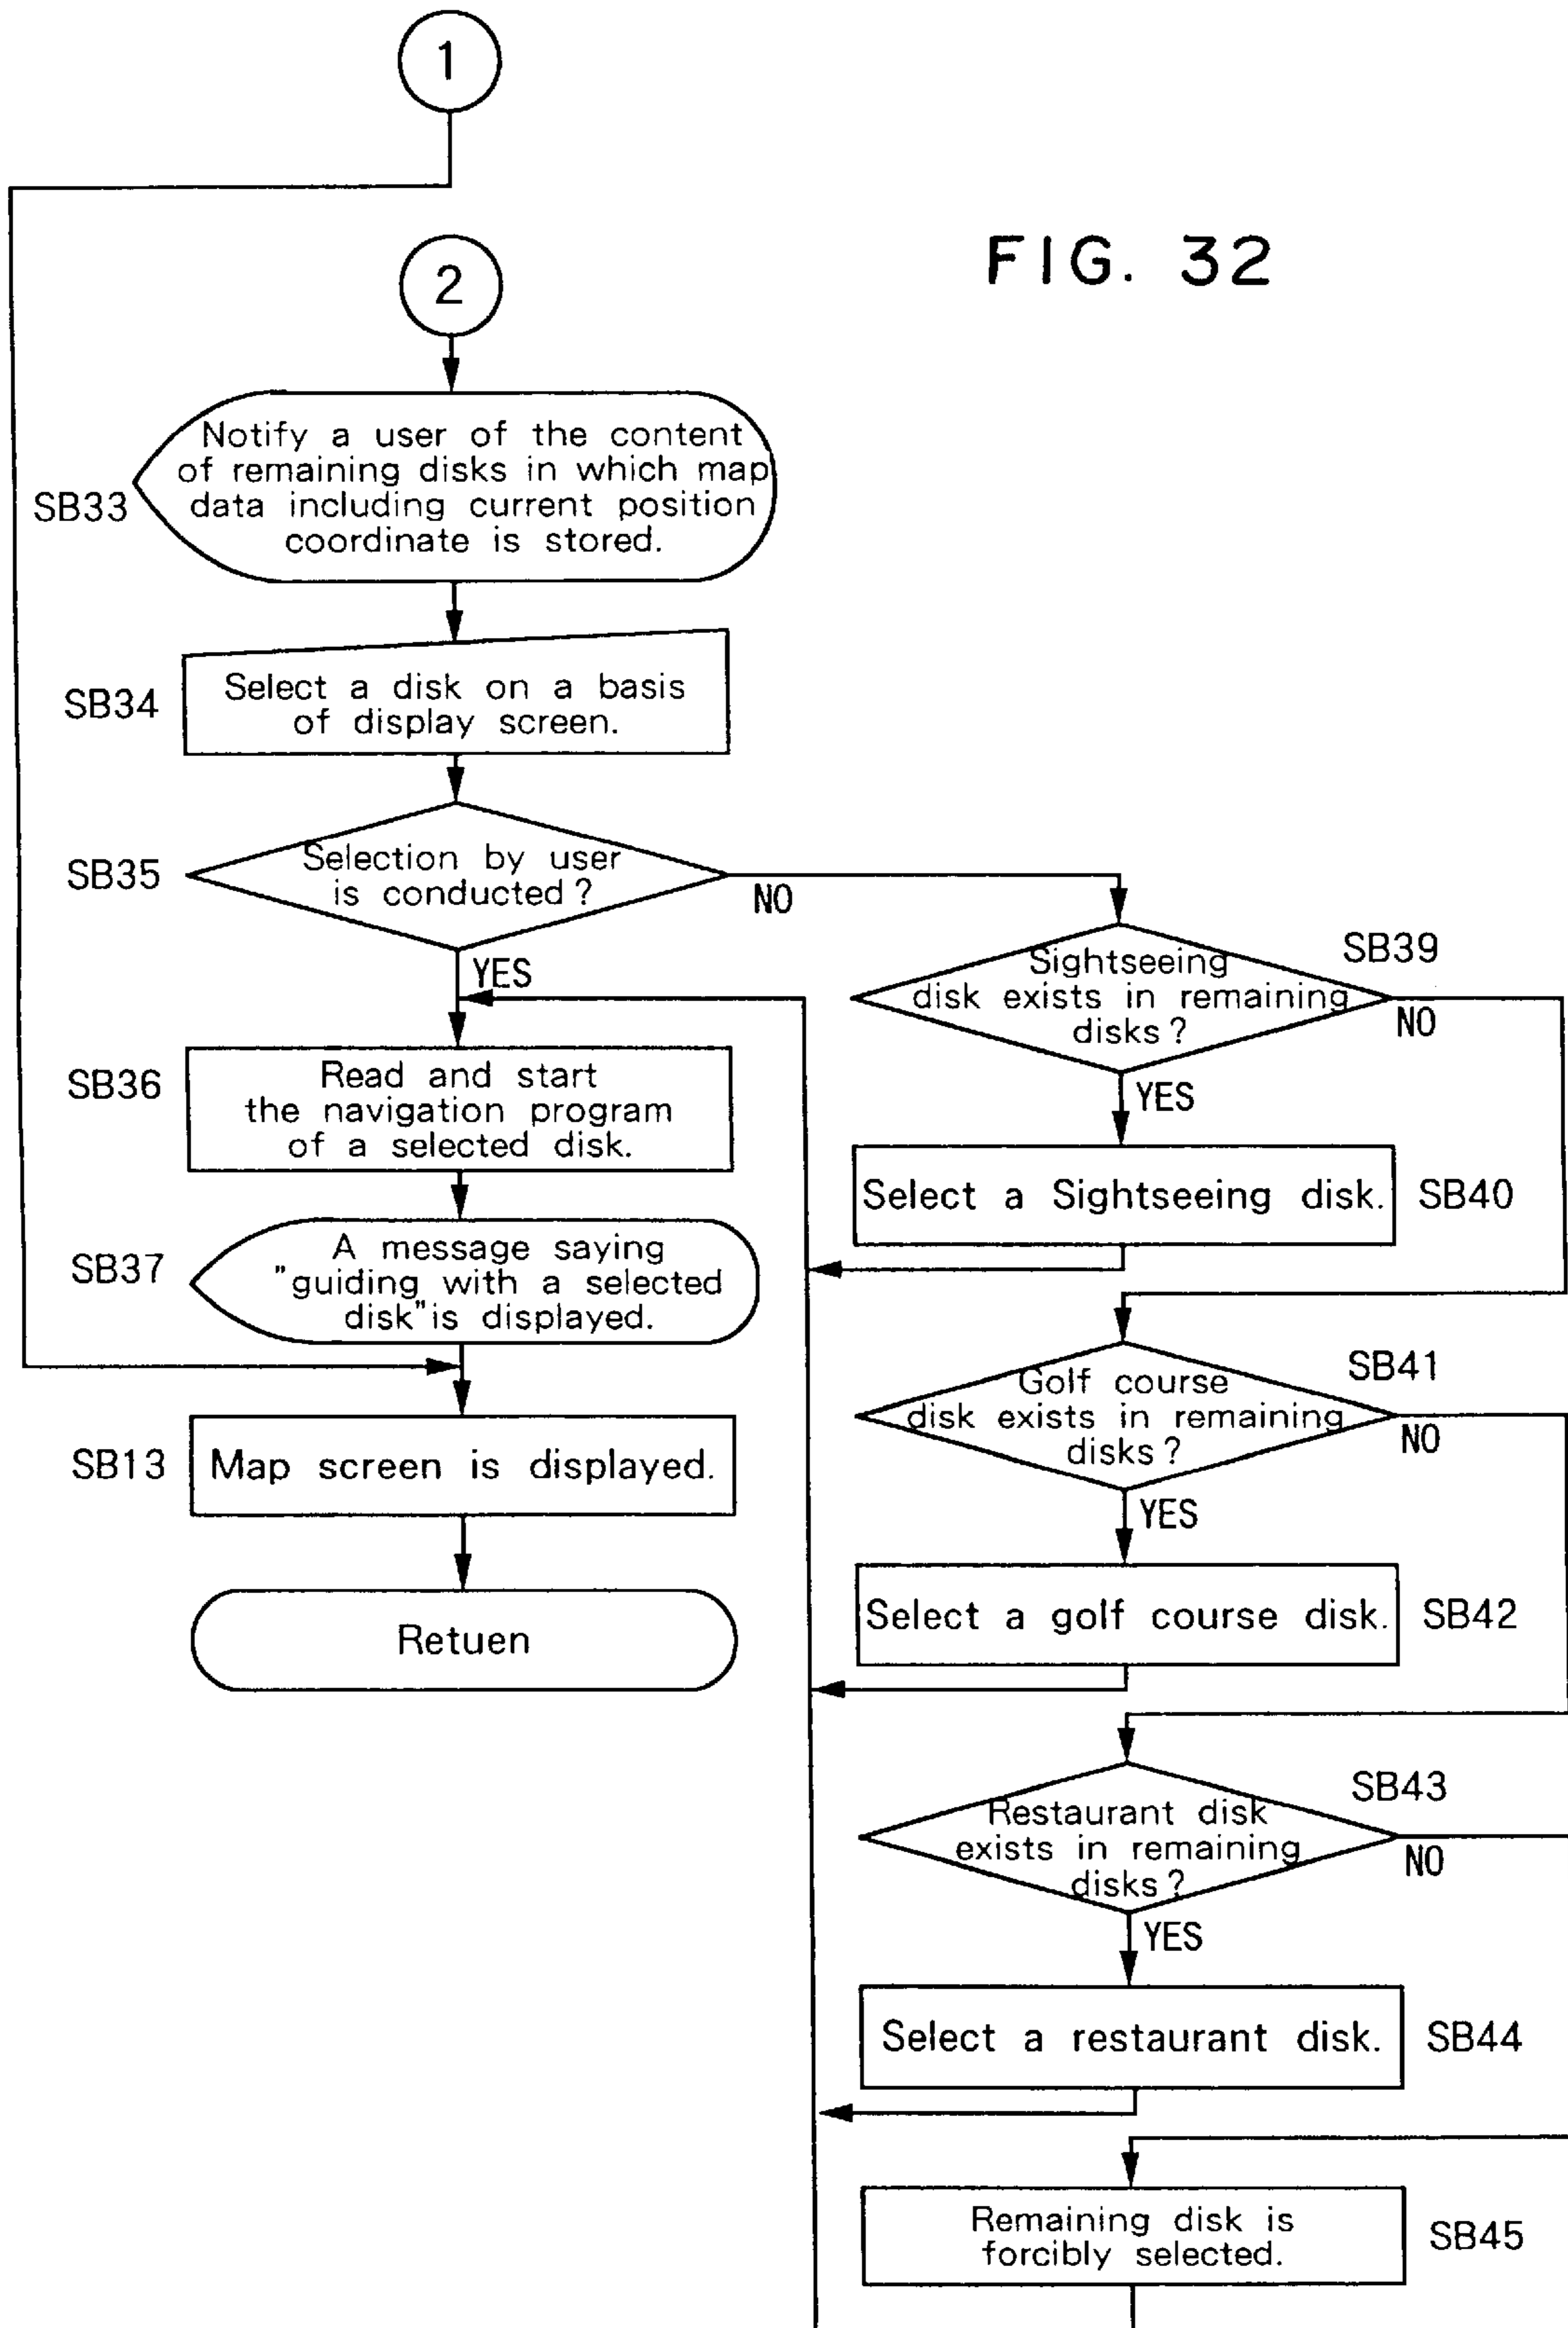 1
2
FIG. 32
Notify a user of the content
of remaining disks in which map
data including current position
coordinate is stored.
SB33
Select a disk on a basis
of display screen.
SB34
Selection by user
is conducted?
SB35
NO
YES
Read and start
the navigation program
of a selected disk.
SB36
A message saying
"guiding with a selected
disk" is displayed.
SB37
SB13
Map screen is displayed.
Retuen
SB39
Sightseeing
disk exists in remaining
disks?
NO
YES
Select a Sightseeing disk.
SB40
SB41
Golf course
disk exists in remaining
disks?
NO
YES
Select a golf course disk.
SB42
SB43
Restaurant disk
exists in remaining
disks?
NO
YES
Select a restaurant disk.
SB44
Remaining disk is
forcibly selected.
SB45